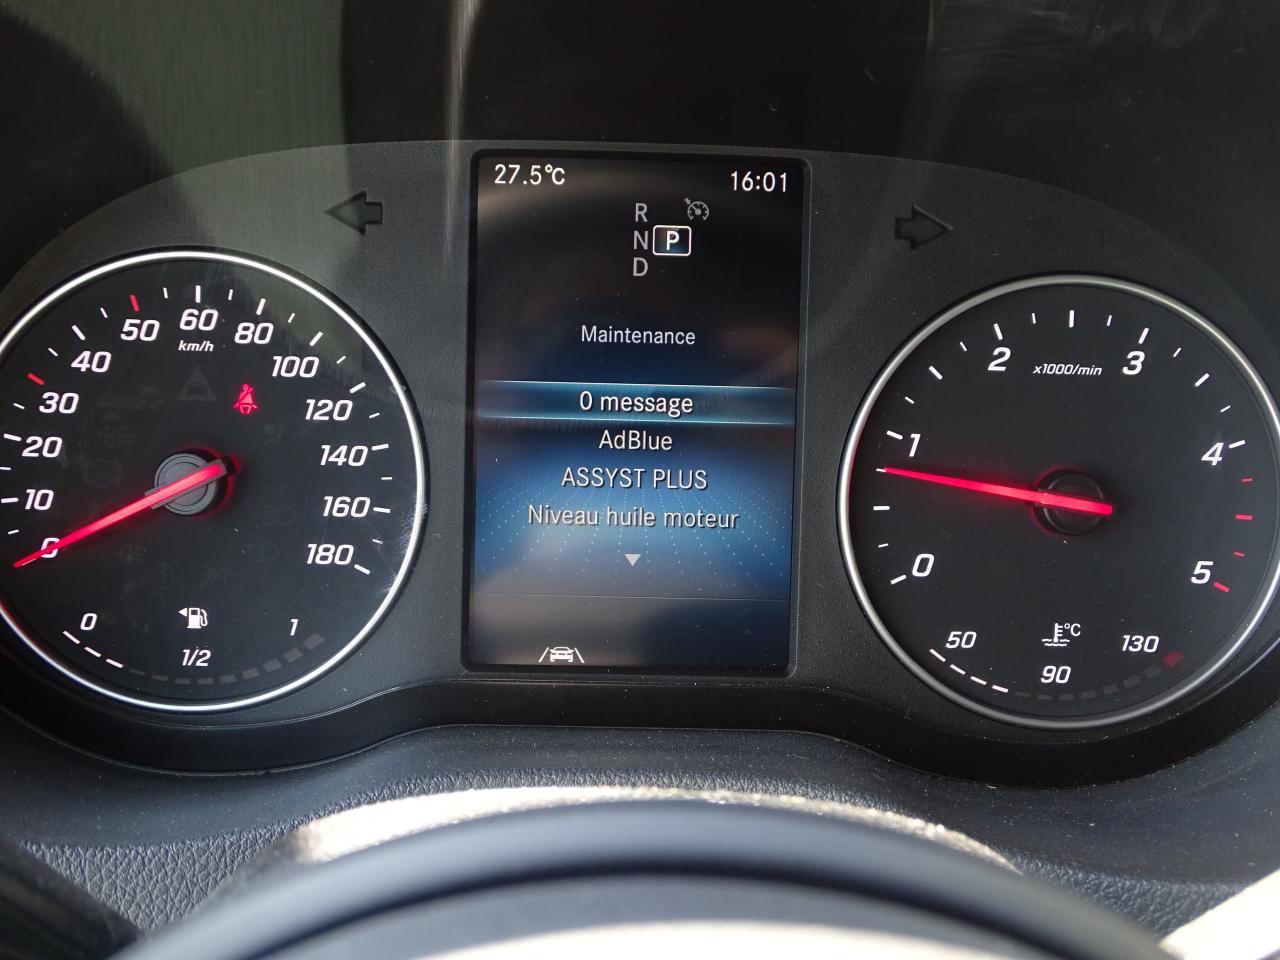 27.5°C
16:01
R
N P
D
Maintenance
0 message
AdBlue
ASSYST PLUS
Niveau huile moteur
0
10
20
30
40
50
60
80
100
120
140
160
180
km/h
0
1/2
1
0
1
2
3
4
5
x1000/min
50
90
130
°C